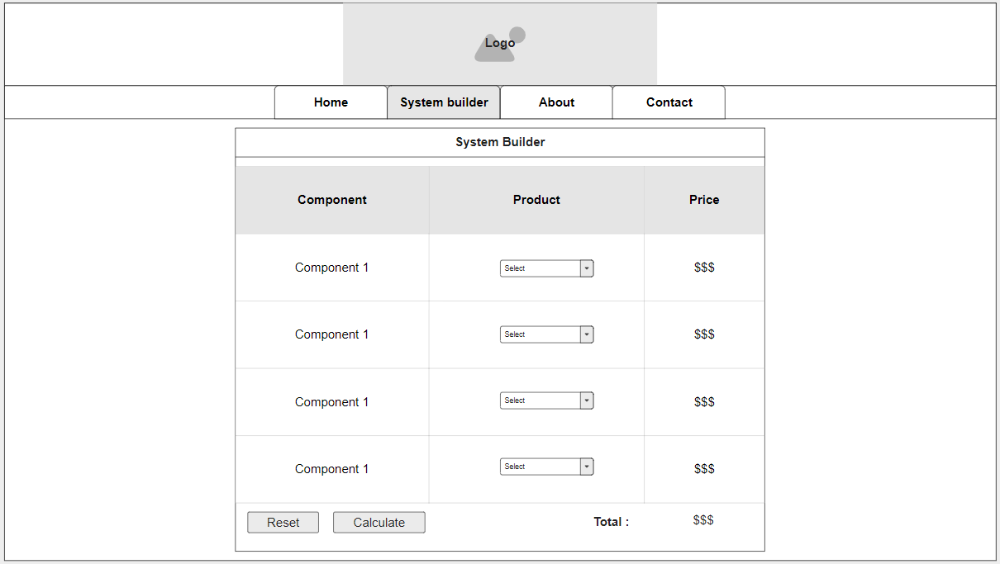 Logo
Home System builder About Contact
System Builder
Component Product Price
Component 1 Select $$$
Component 1 Select $$$
Component 1 Select $$$
Component 1 Select $$$
Reset Calculate Total : $$$